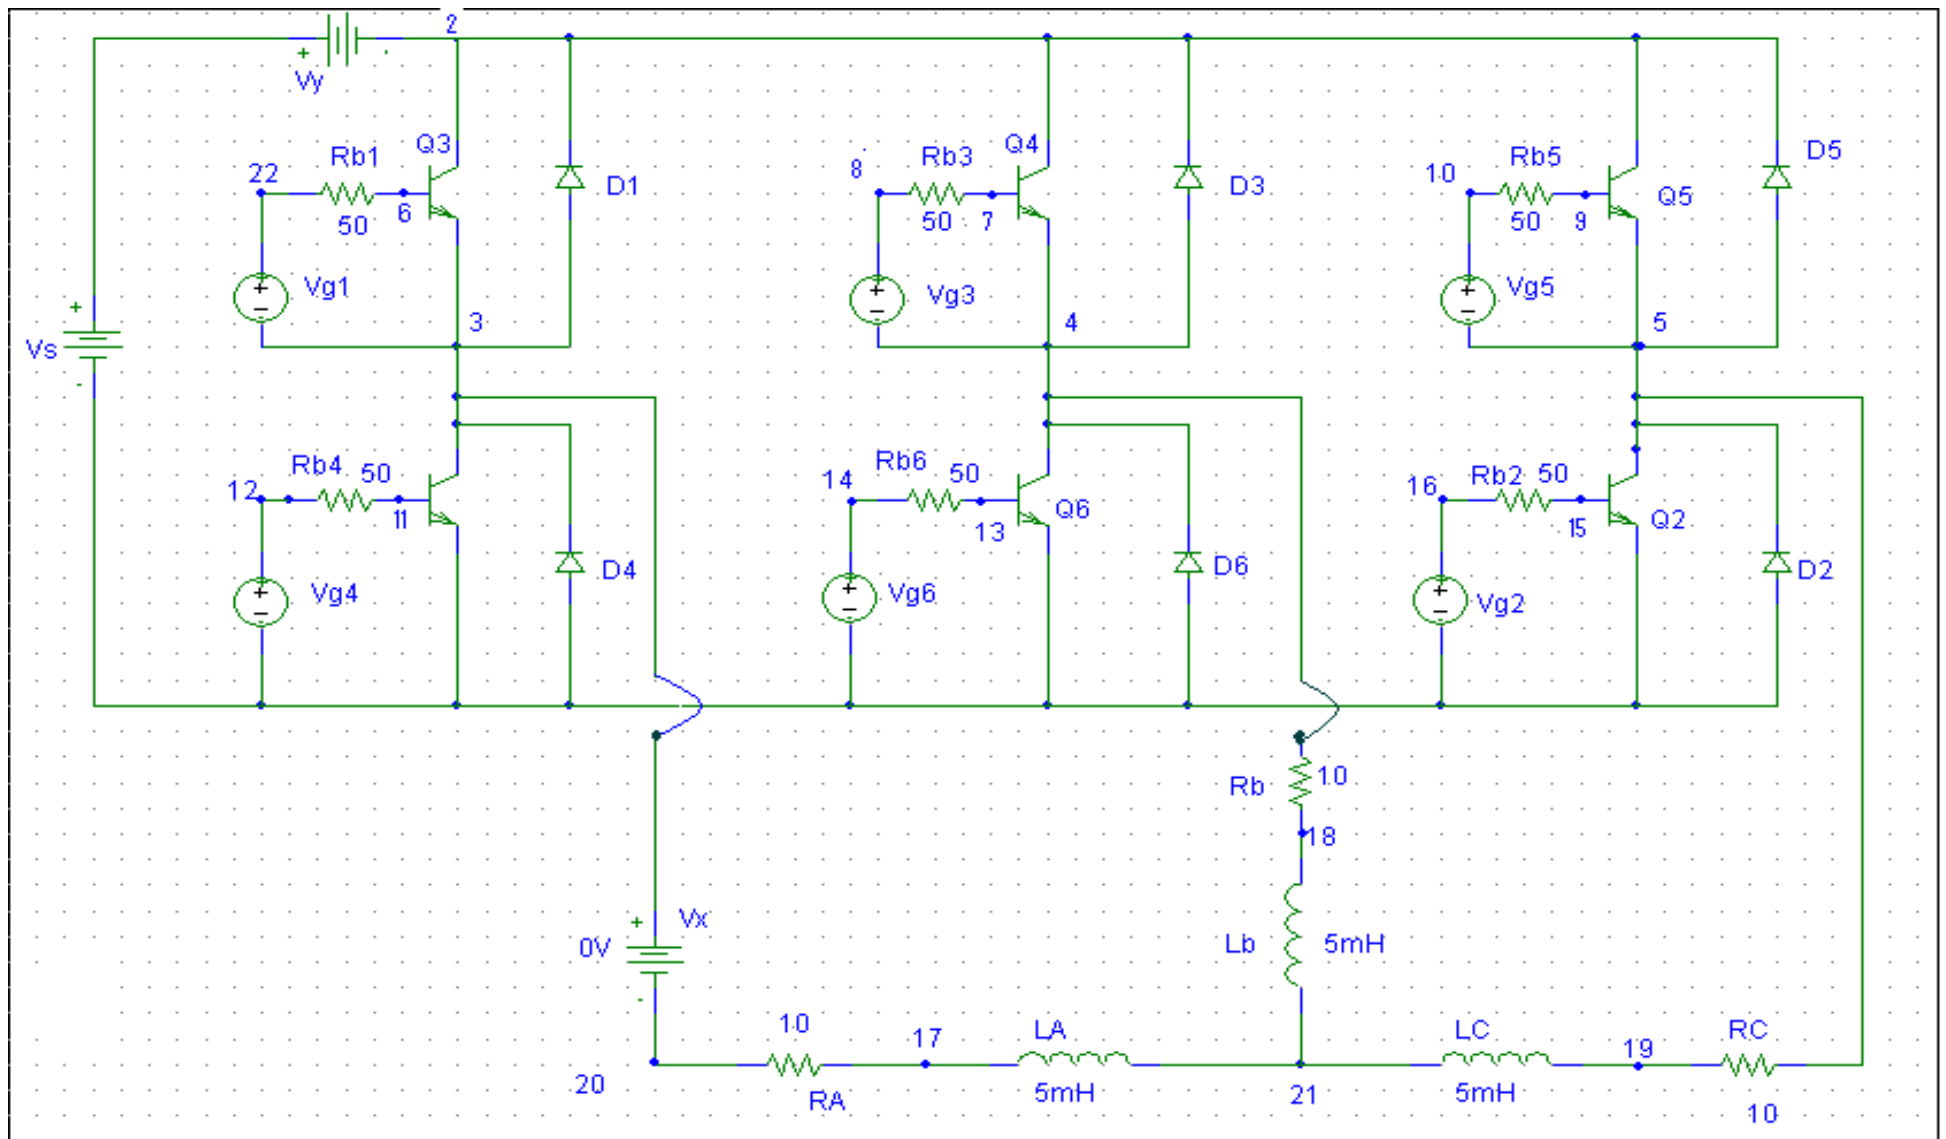 2
+ -
Vy
Q3
Rb1
22
6
50
D1
Vg1
+
-
3
Q4
Rb3
8
50
7
D3
Vg3
+
-
4
D5
Rb5
10
50
9
Q5
Vg5
+
-
5
+
Vs
-
Rb4 50
12
11
D4
Vg4
+
-
Rb6 50
14
Q6
13
D6
Vg6
+
-
Rb2 50
16
15
Q2
D2
Vg2
+
-
Rb 10
18
+ Vx
0V
-
Lb 5mH
10
17
LA
LC
19
RC
20
RA
5mH
21
5mH
10